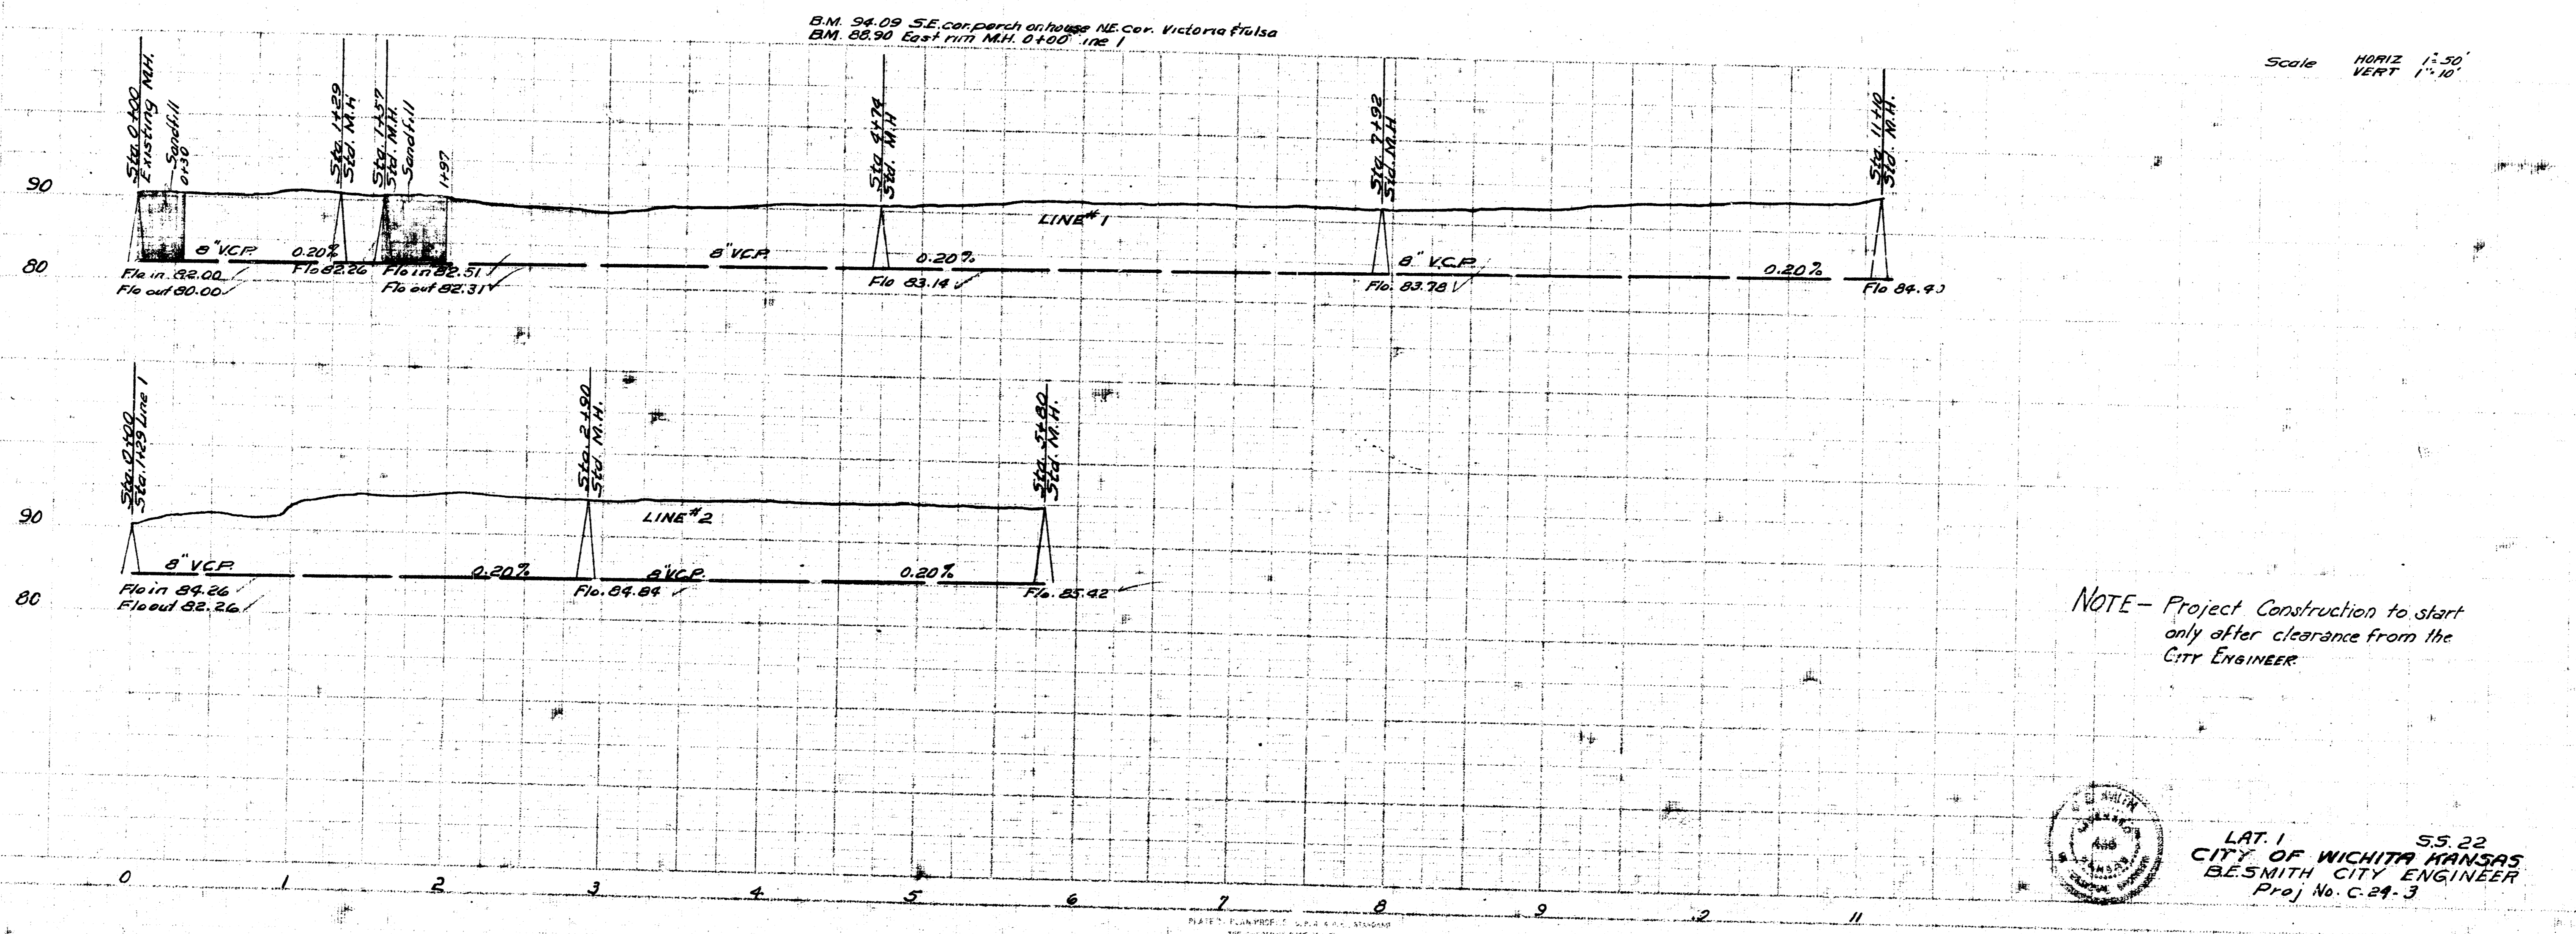 B.M. 94.09 S.E. cor. porch on house NE. cor. Victoria & Tulsa
B.M. 88.90 East rim M.H. 0+00 ine 1
Scale HORIZ 1"=50'
VERT 1"=10'
Sta. 0+00
Existing M.H.
Sandfill
0+30
Sta. 1+29
Std. M.H
Sta. 1+57
Std. M.H.
Sandfill
1+97
Sta 4+74
Std. M.H
Sta. 7+92
Std. M.H
Sta. 11+10
Std. M.H.
90
LINE #1
8" V.C.P. 0.20%
8" V.C.P.
0.20%
8" V.C.P.
0.20%
80
Flo in 82.00
Flo out 80.00
Flo 82.26
Flo in 82.51
Flo out 82.31
Flo 83.14
Flo. 83.78
Flo 84.4
Sta. 0+00
Sta. 1+29 Line 1
Sta. 2+90
Std. M.H.
Sta. 5+80
Std. M.H.
90
LINE #2
8" V.C.P. 0.20% 8" V.C.P. 0.20%
80
Flo in 84.26
Flo out 82.26
Flo. 84.84
Flo. 85.42
NOTE - Project Construction to start
only after clearance from the
CITY ENGINEER
LAT. 1 S.S. 22
CITY OF WICHITA KANSAS
B.E. SMITH CITY ENGINEER
Proj No. C-24-3
0 1 2 3 4 5 6 7 8 9 11